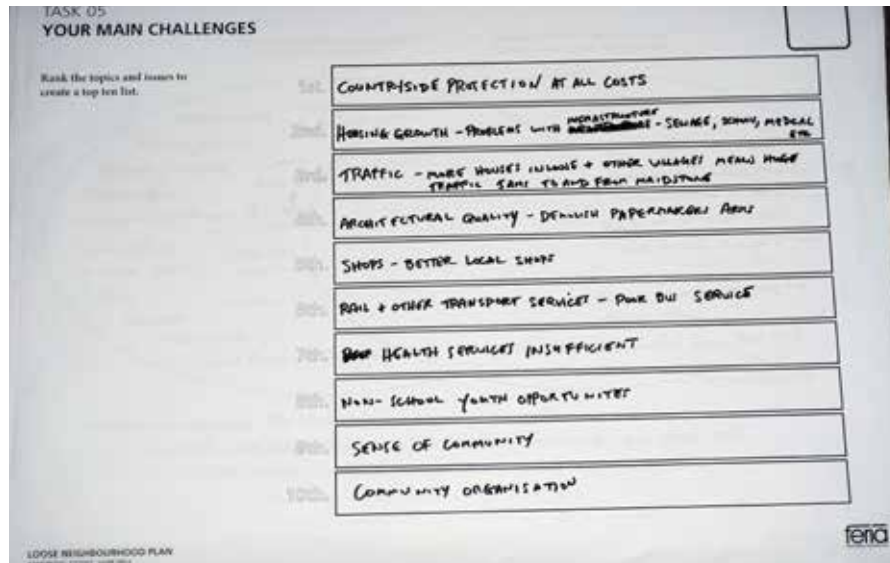 TASK 05
YOUR MAIN CHALLENGES
Rank the topics and issues to
create a top ten list.
1st. COUNTRYSIDE PROTECTION AT ALL COSTS
2nd. HOUSING GROWTH - PROBLEMS WITH INFRASTRUCTURE - SEWAGE, SCHOOL, MEDICAL
ETC
3rd. TRAFFIC - MORE HOUSES IN LOOSE + OTHER VILLAGES MEANS HUGE
TRAFFIC JAMS TO AND FROM MAIDSTONE
4th. ARCHITECTURAL QUALITY - DEMOLISH PAPERMAKERS ARMS
5th. SHOPS - BETTER LOCAL SHOPS
6th. RAIL + OTHER TRANSPORT SERVICES - POOR BUS SERVICE
7th. HEALTH SERVICES INSUFFICIENT
8th. NON-SCHOOL YOUTH OPPORTUNITES
9th. SENSE OF COMMUNITY
10th. COMMUNITY ORGANISATION
LOOSE NEIGHBOURHOOD PLAN
feria